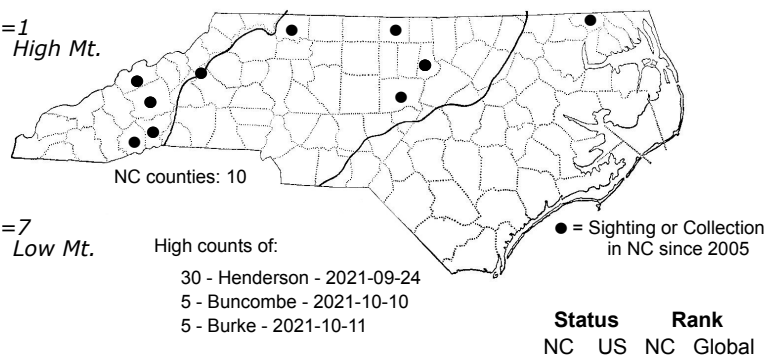 =1
High Mt.
NC counties: 10
=7
Low Mt.
High counts of:
30 - Henderson - 2021-09-24
5 - Buncombe - 2021-10-10
5 - Burke - 2021-10-11
● = Sighting or Collection
in NC since 2005
Status Rank
NC US NC Global